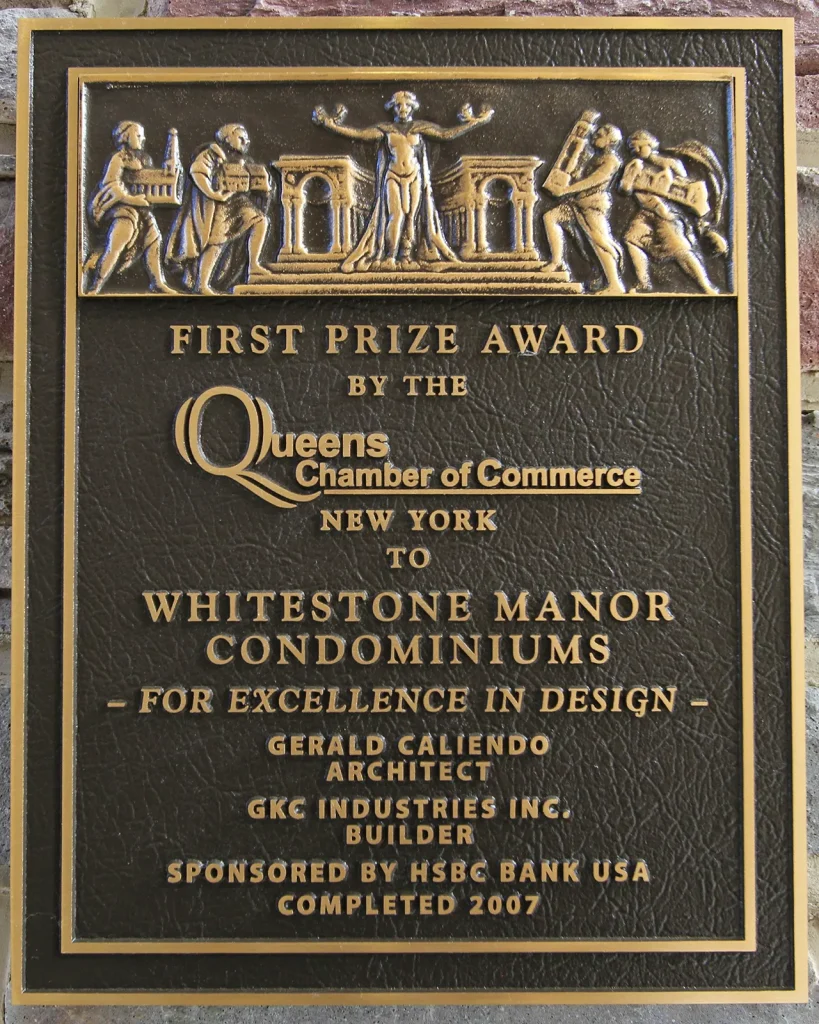 FIRST PRIZE AWARD
BY THE
Queens
Chamber of Commerce
NEW YORK
TO
WHITESTONE MANOR
CONDOMINIUMS
– FOR EXCELLENCE IN DESIGN –
GERALD CALIENDO
ARCHITECT
GKC INDUSTRIES INC.
BUILDER
SPONSORED BY HSBC BANK USA
COMPLETED 2007